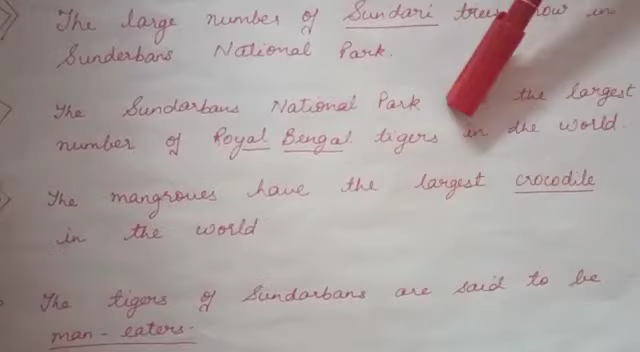 The large number of Sundari in
Sunderbans National Park.
The Sundarbans National Park the largest
number of Royal Bengal tigers in the world.
The mangroves have the largest crocodile
in the world
The tigers of Sundarbans are said to be
man-eaters.